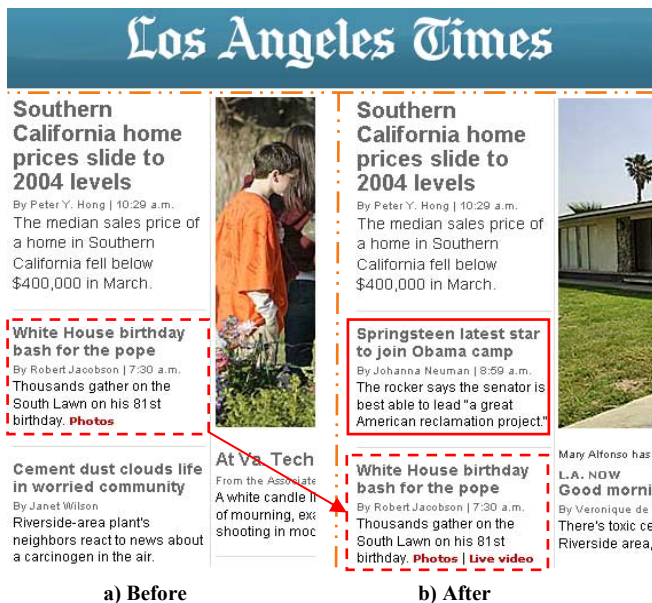 Los Angeles Times
Southern
California home
prices slide to
2004 levels
By Peter Y. Hong | 10:29 a.m.
The median sales price of
a home in Southern
California fell below
$400,000 in March.
White House birthday
bash for the pope
By Robert Jacobson | 7:30 a.m.
Thousands gather on the
South Lawn on his 81st
birthday. Photos
Cement dust clouds life
in worried community
By Janet Wilson
Riverside-area plant's
neighbors react to news about
a carcinogen in the air.
At Va. Tech
From the Associate
A white candle
of mourning, exa
shooting in moc
a) Before
Southern
California home
prices slide to
2004 levels
By Peter Y. Hong | 10:29 a.m.
The median sales price of
a home in Southern
California fell below
$400,000 in March.
Springsteen latest star
to join Obama camp
By Johanna Neuman | 8:59 a.m.
The rocker says the senator is
best able to lead "a great
American reclamation project."
White House birthday
bash for the pope
By Robert Jacobson | 7:30 a.m.
Thousands gather on the
South Lawn on his 81st
birthday. Photos | Live video
Mary Alfonso has
L.A. NOW
Good morni
By Veronique de
There's toxic ce
Riverside area,
b) After